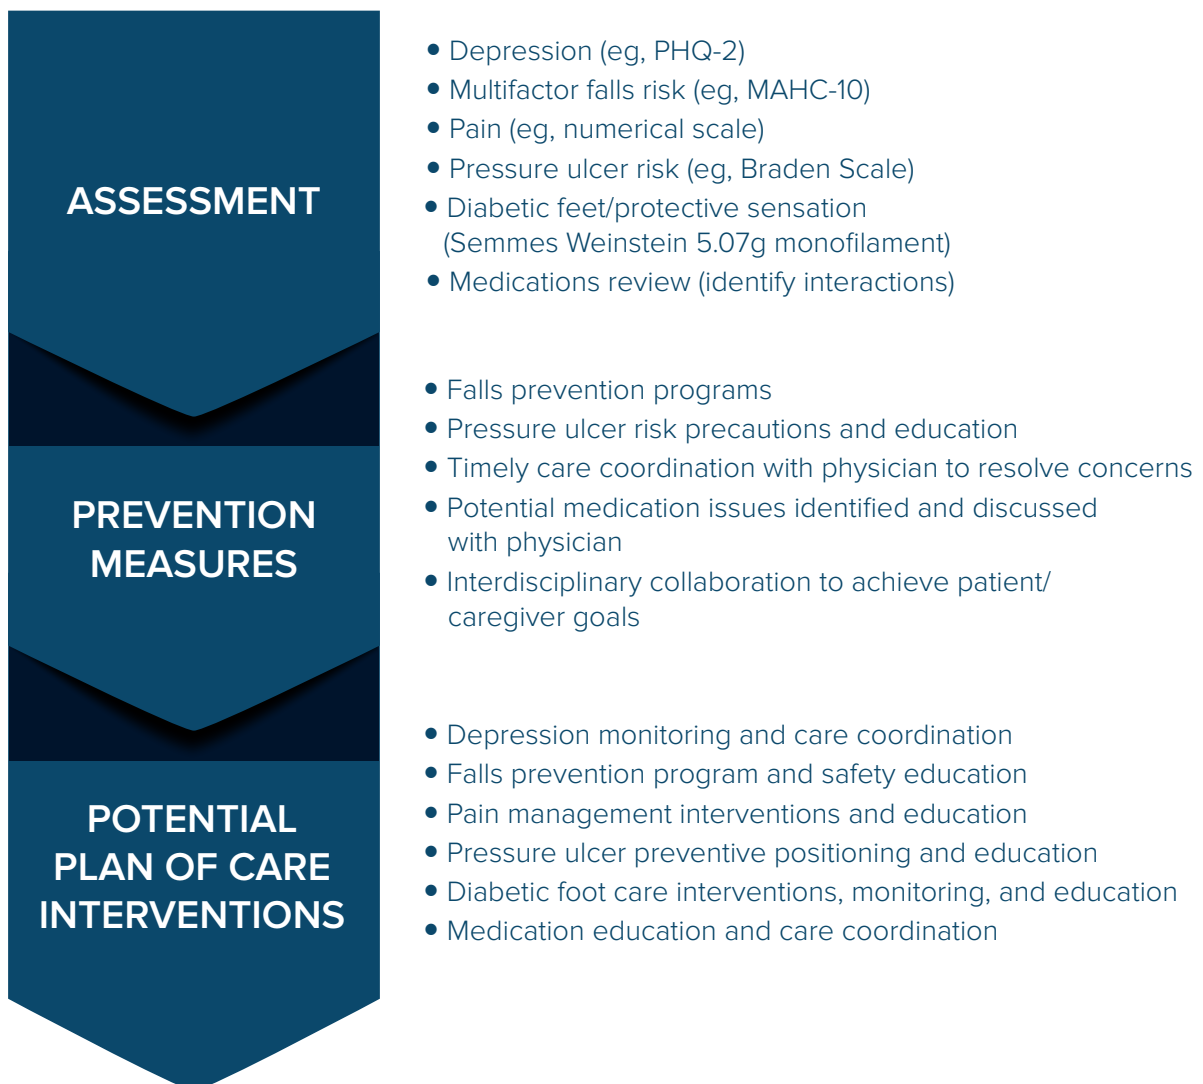 ASSESSMENT
• Depression (eg, PHQ-2)
• Multifactor falls risk (eg, MAHC-10)
• Pain (eg, numerical scale)
• Pressure ulcer risk (eg, Braden Scale)
• Diabetic feet/protective sensation
(Semmes Weinstein 5.07g monofilament)
• Medications review (identify interactions)
PREVENTION
MEASURES
• Falls prevention programs
• Pressure ulcer risk precautions and education
• Timely care coordination with physician to resolve concerns
• Potential medication issues identified and discussed
with physician
• Interdisciplinary collaboration to achieve patient/
caregiver goals
POTENTIAL
PLAN OF CARE
INTERVENTIONS
• Depression monitoring and care coordination
• Falls prevention program and safety education
• Pain management interventions and education
• Pressure ulcer preventive positioning and education
• Diabetic foot care interventions, monitoring, and education
• Medication education and care coordination